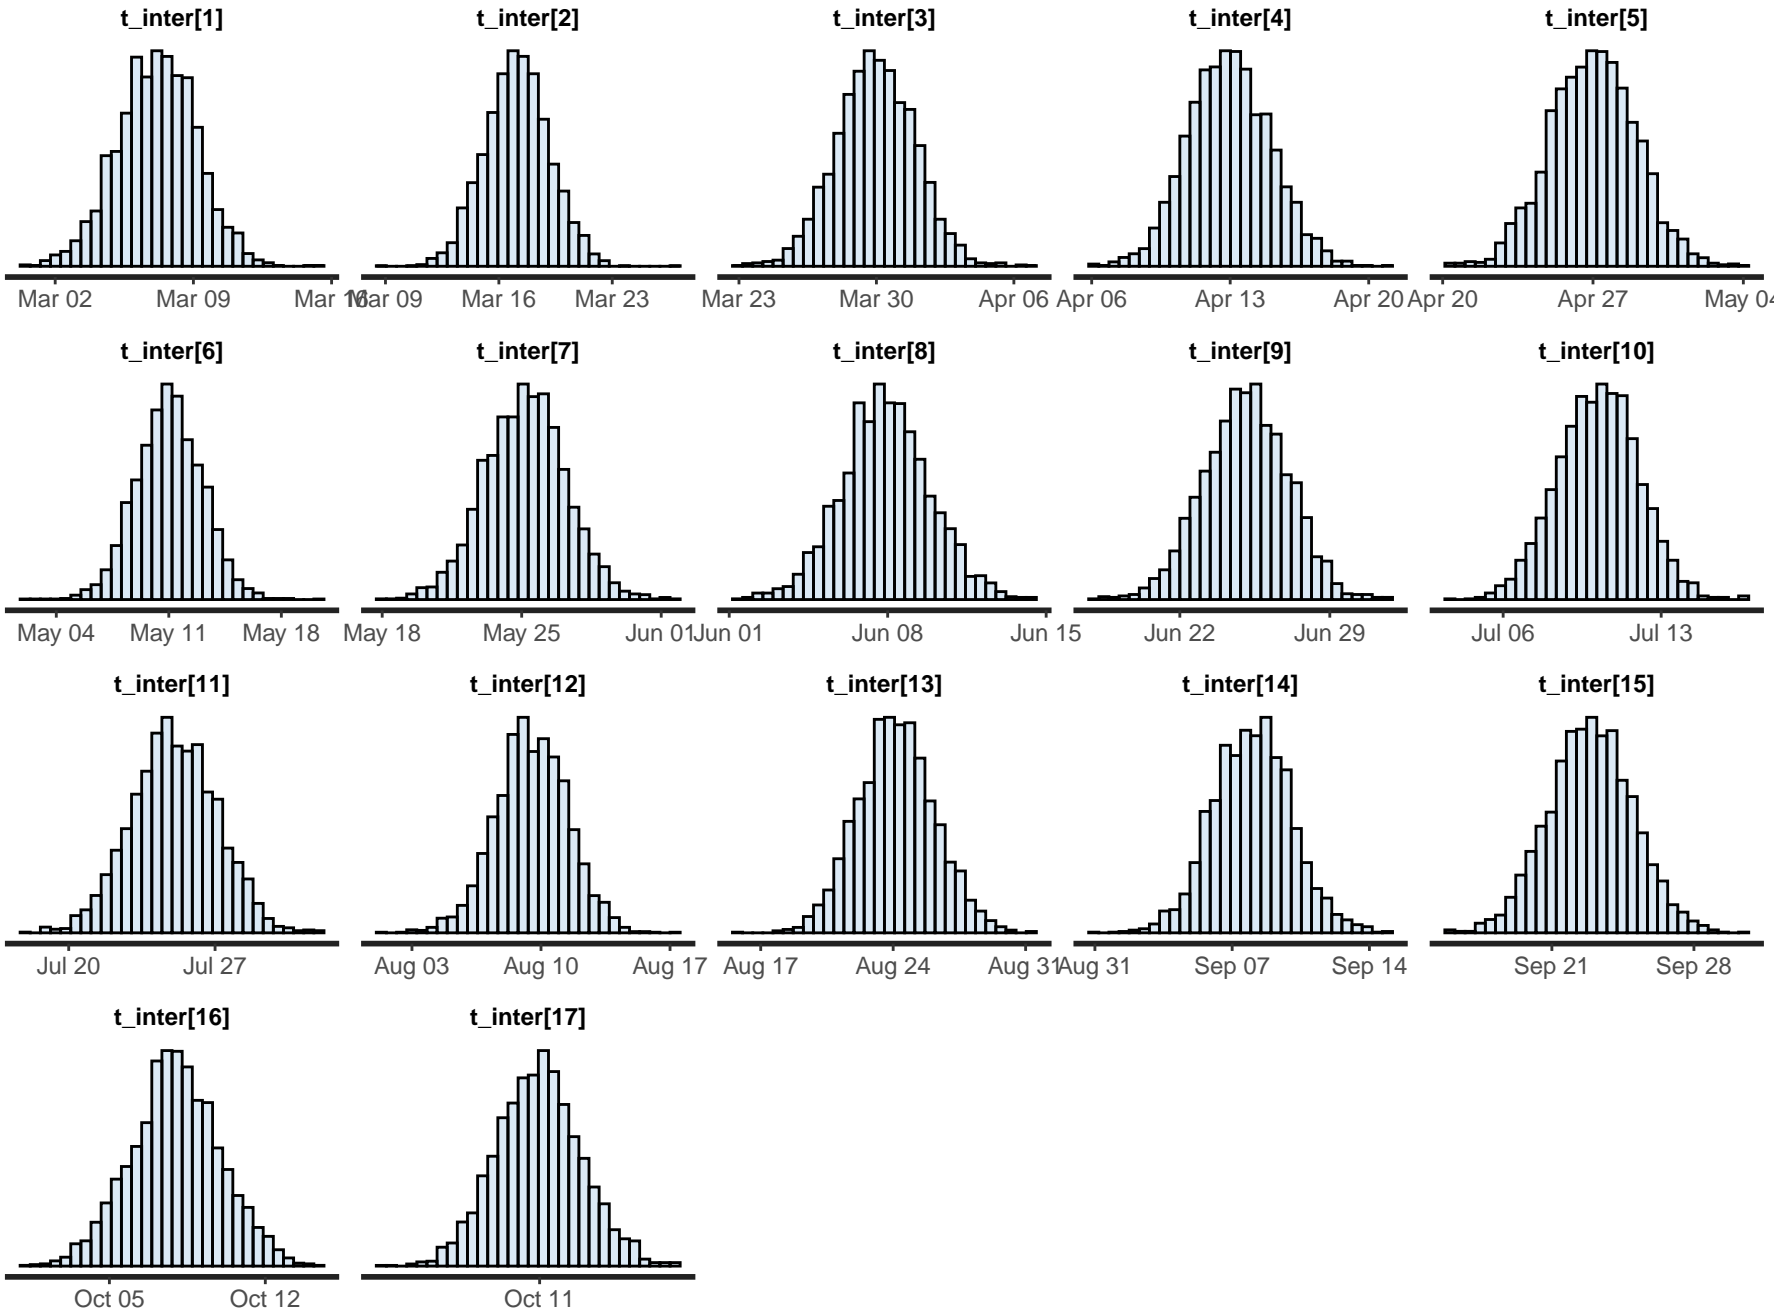 t_inter[1] t_inter[2] t_inter[3] t_inter[4] t_inter[5]
Mar 02 Mar 09 Mar 16 Mar 09 Mar 16 Mar 23 Mar 23 Mar 30 Apr 06 Apr 06 Apr 13 Apr 20 Apr 20 Apr 27 May 04
t_inter[6] t_inter[7] t_inter[8] t_inter[9] t_inter[10]
May 04 May 11 May 18 May 18 May 25 Jun 01 Jun 01 Jun 08 Jun 15 Jun 22 Jun 29 Jul 06 Jul 13
t_inter[11] t_inter[12] t_inter[13] t_inter[14] t_inter[15]
Jul 20 Jul 27 Aug 03 Aug 10 Aug 17 Aug 17 Aug 24 Aug 31 Aug 31 Sep 07 Sep 14 Sep 21 Sep 28
t_inter[16] t_inter[17]
Oct 05 Oct 12 Oct 11